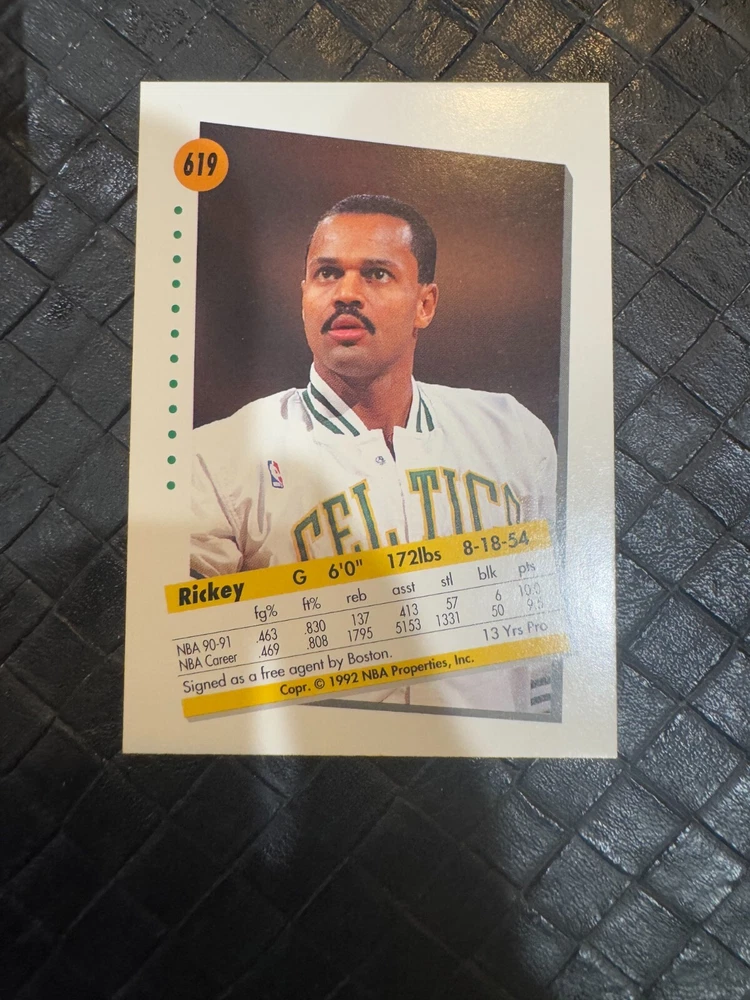 619
CELTICS
Rickey G 6'0" 172lbs 8-18-54
fg% ft% reb asst stl blk pts
NBA 90-91 .463 .830 137 413 57 6 10.0
NBA Career .469 .808 1795 5153 1331 50 9.5
Signed as a free agent by Boston. 13 Yrs Pro
Copr. © 1992 NBA Properties, Inc.